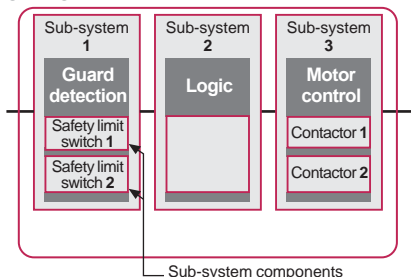 Sub-system
1
Guard
detection
Safety limit
switch 1
Safety limit
switch 2
Sub-system
2
Logic
Sub-system
3
Motor
control
Contactor 1
Contactor 2
Sub-system components